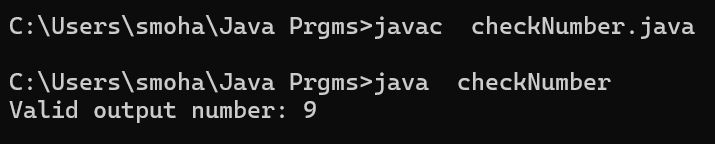 C:\Users\smoha\Java Prgms>javac  checkNumber.java
C:\Users\smoha\Java Prgms>java  checkNumber
Valid output number: 9